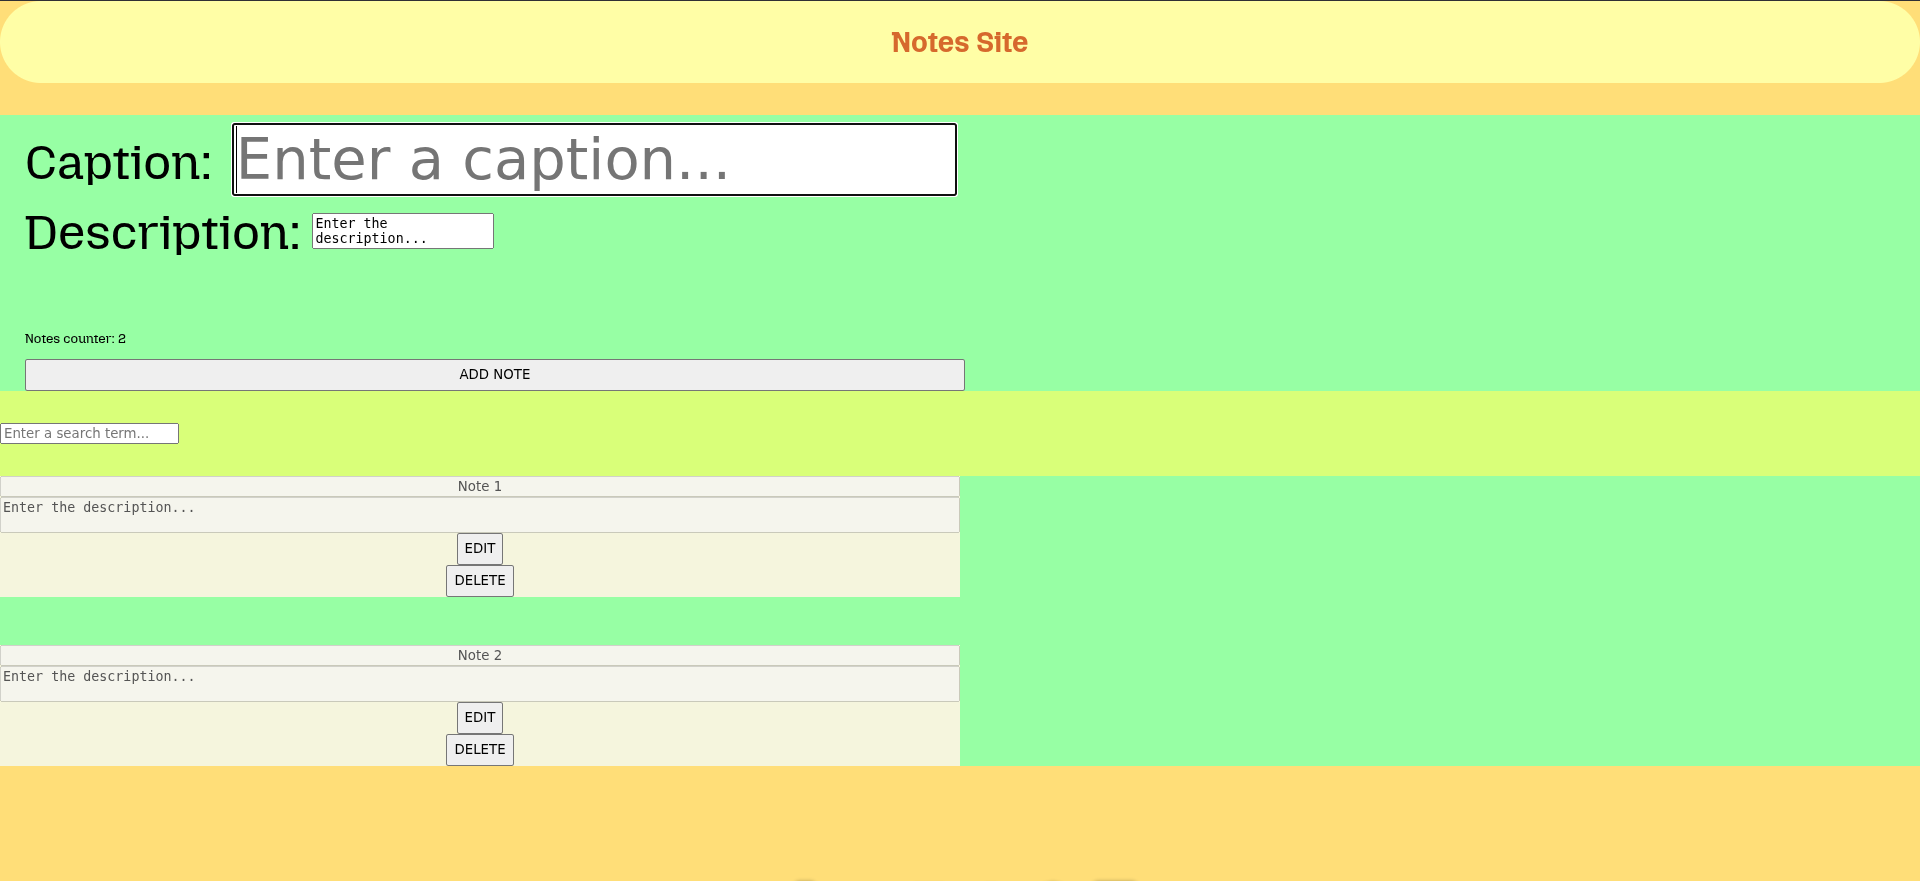 Notes Site
Caption: Enter a caption...
Description: Enter the
description...
Notes counter: 2
ADD NOTE
Enter a search term...
Note 1
Enter the description...
EDIT
DELETE
Note 2
Enter the description...
EDIT
DELETE